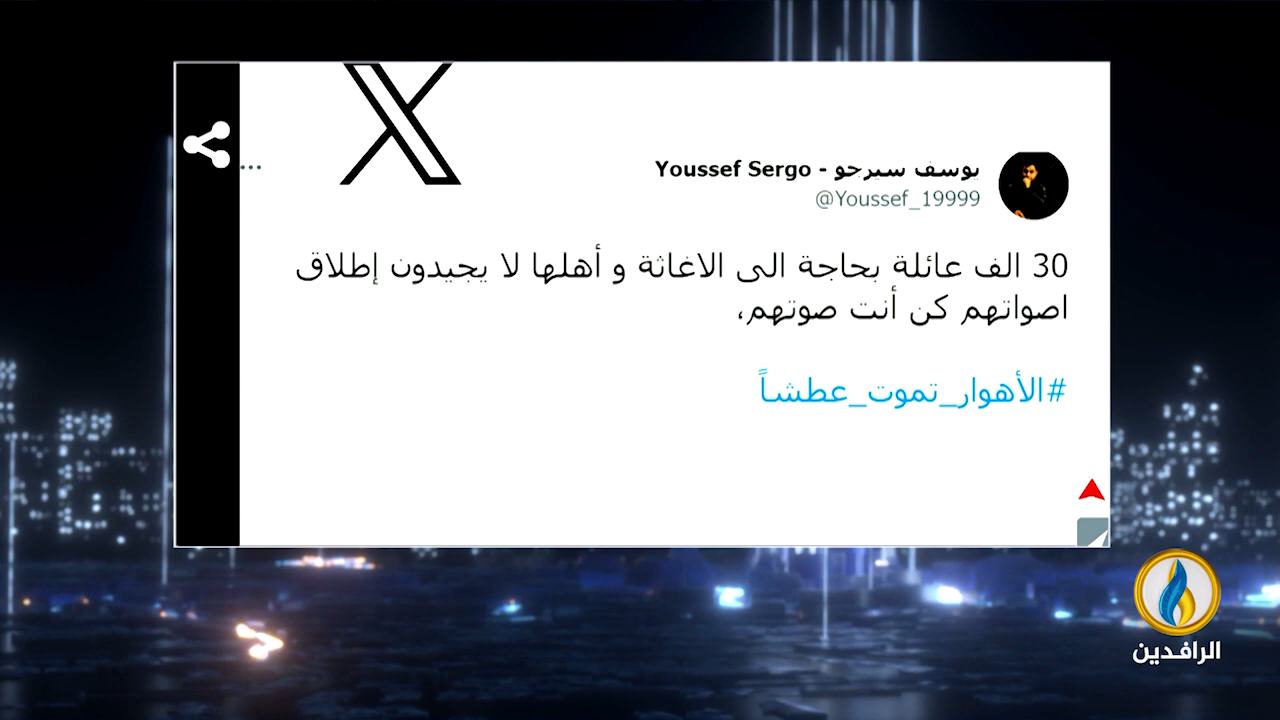 يوسف سيرجو - Youssef Sergo
@Youssef_19999
30 الف عائلة بحاجة الى الاغاثة و أهلها لا يجيدون إطلاق
اصواتهم كن أنت صوتهم،
#الأهوار_تموت_عطشاً
الرافدين